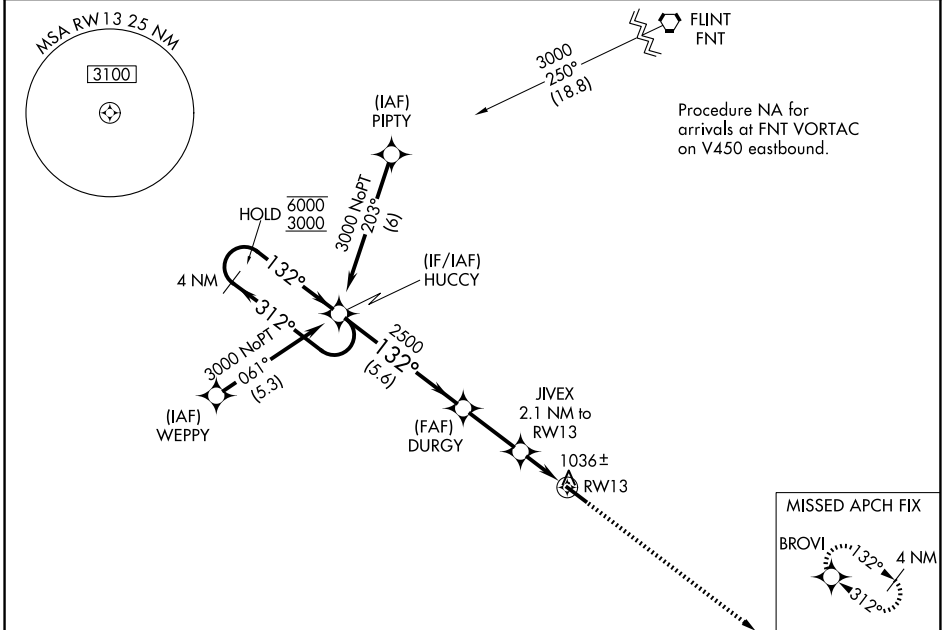 MSA RW13 25 NM
3100
FLINT
FNT
3000
250°
(18.8)
Procedure NA for
arrivals at FNT VORTAC
on V450 eastbound.
(IAF)
PIPTY
3000 NoPT
203°
(6)
HOLD
6000
3000
4 NM
132°
312°
(IF/IAF)
HUCCY
3000 NoPT
061°
(5.3)
(IAF)
WEPPY
2500
132°
(5.6)
(FAF)
DURGY
JIVEX
2.1 NM to
RW13
1036±
RW13
MISSED APCH FIX
BROVI
132°
4 NM
312°